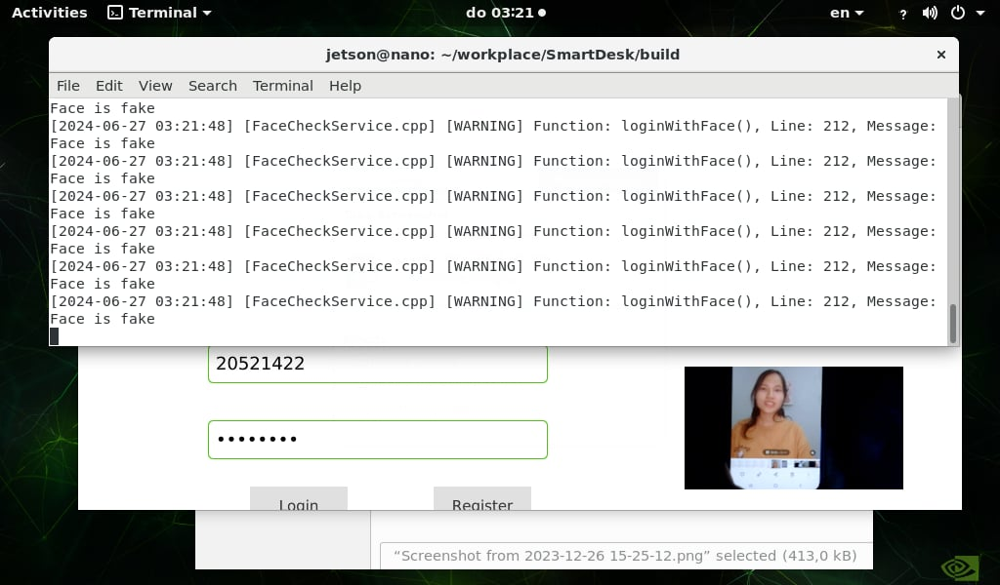 Activities Terminal do 03:21 en ?
jetson@nano: ~/workplace/SmartDesk/build ×
File Edit View Search Terminal Help
Face is fake
[2024-06-27 03:21:48] [FaceCheckService.cpp] [WARNING] Function: loginWithFace(), Line: 212, Message:
Face is fake
[2024-06-27 03:21:48] [FaceCheckService.cpp] [WARNING] Function: loginWithFace(), Line: 212, Message:
Face is fake
[2024-06-27 03:21:48] [FaceCheckService.cpp] [WARNING] Function: loginWithFace(), Line: 212, Message:
Face is fake
[2024-06-27 03:21:48] [FaceCheckService.cpp] [WARNING] Function: loginWithFace(), Line: 212, Message:
Face is fake
[2024-06-27 03:21:48] [FaceCheckService.cpp] [WARNING] Function: loginWithFace(), Line: 212, Message:
Face is fake
[2024-06-27 03:21:48] [FaceCheckService.cpp] [WARNING] Function: loginWithFace(), Line: 212, Message:
Face is fake
20521422
••••••••
Login Register
“Screenshot from 2023-12-26 15-25-12.png” selected (413,0 kB)